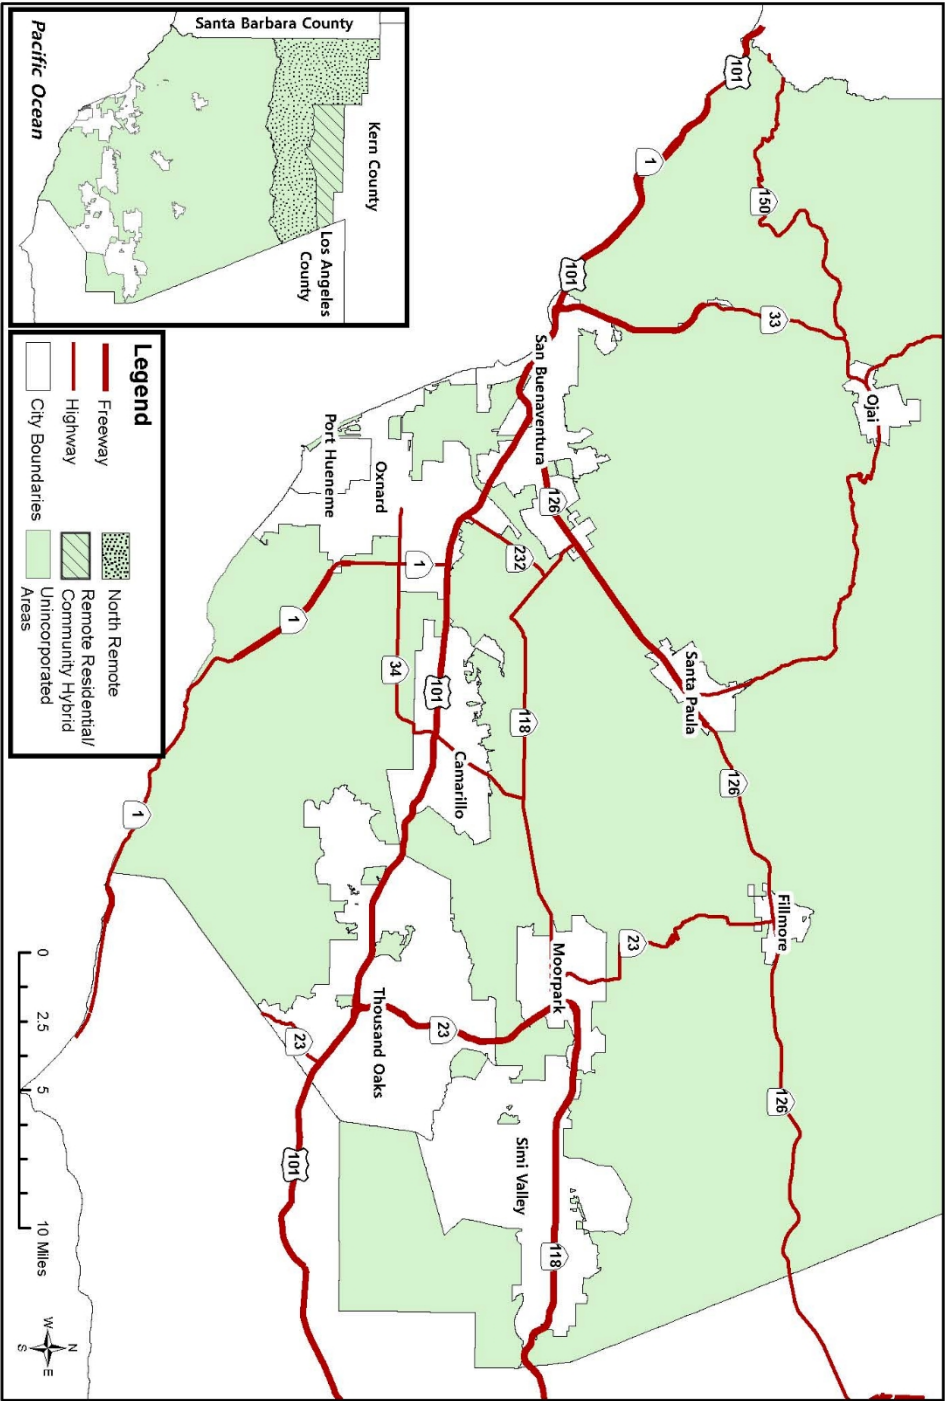 Santa Barbara County
Kern County
Los Angeles
County
Pacific Ocean
101
1
150
101
33
Ojai
San Buenaventura
126
232
Port Hueneme
Oxnard
1
1
34
101
118
Santa Paula
126
Camarillo
1
Fillmore
23
Moorpark
126
Thousand Oaks
23
23
Simi Valley
101
118
Legend
Freeway
Highway
City Boundaries
North Remote
Remote Residential/
Community Hybrid
Unincorporated
Areas
0 2.5 5 10 Miles
N
W E
S